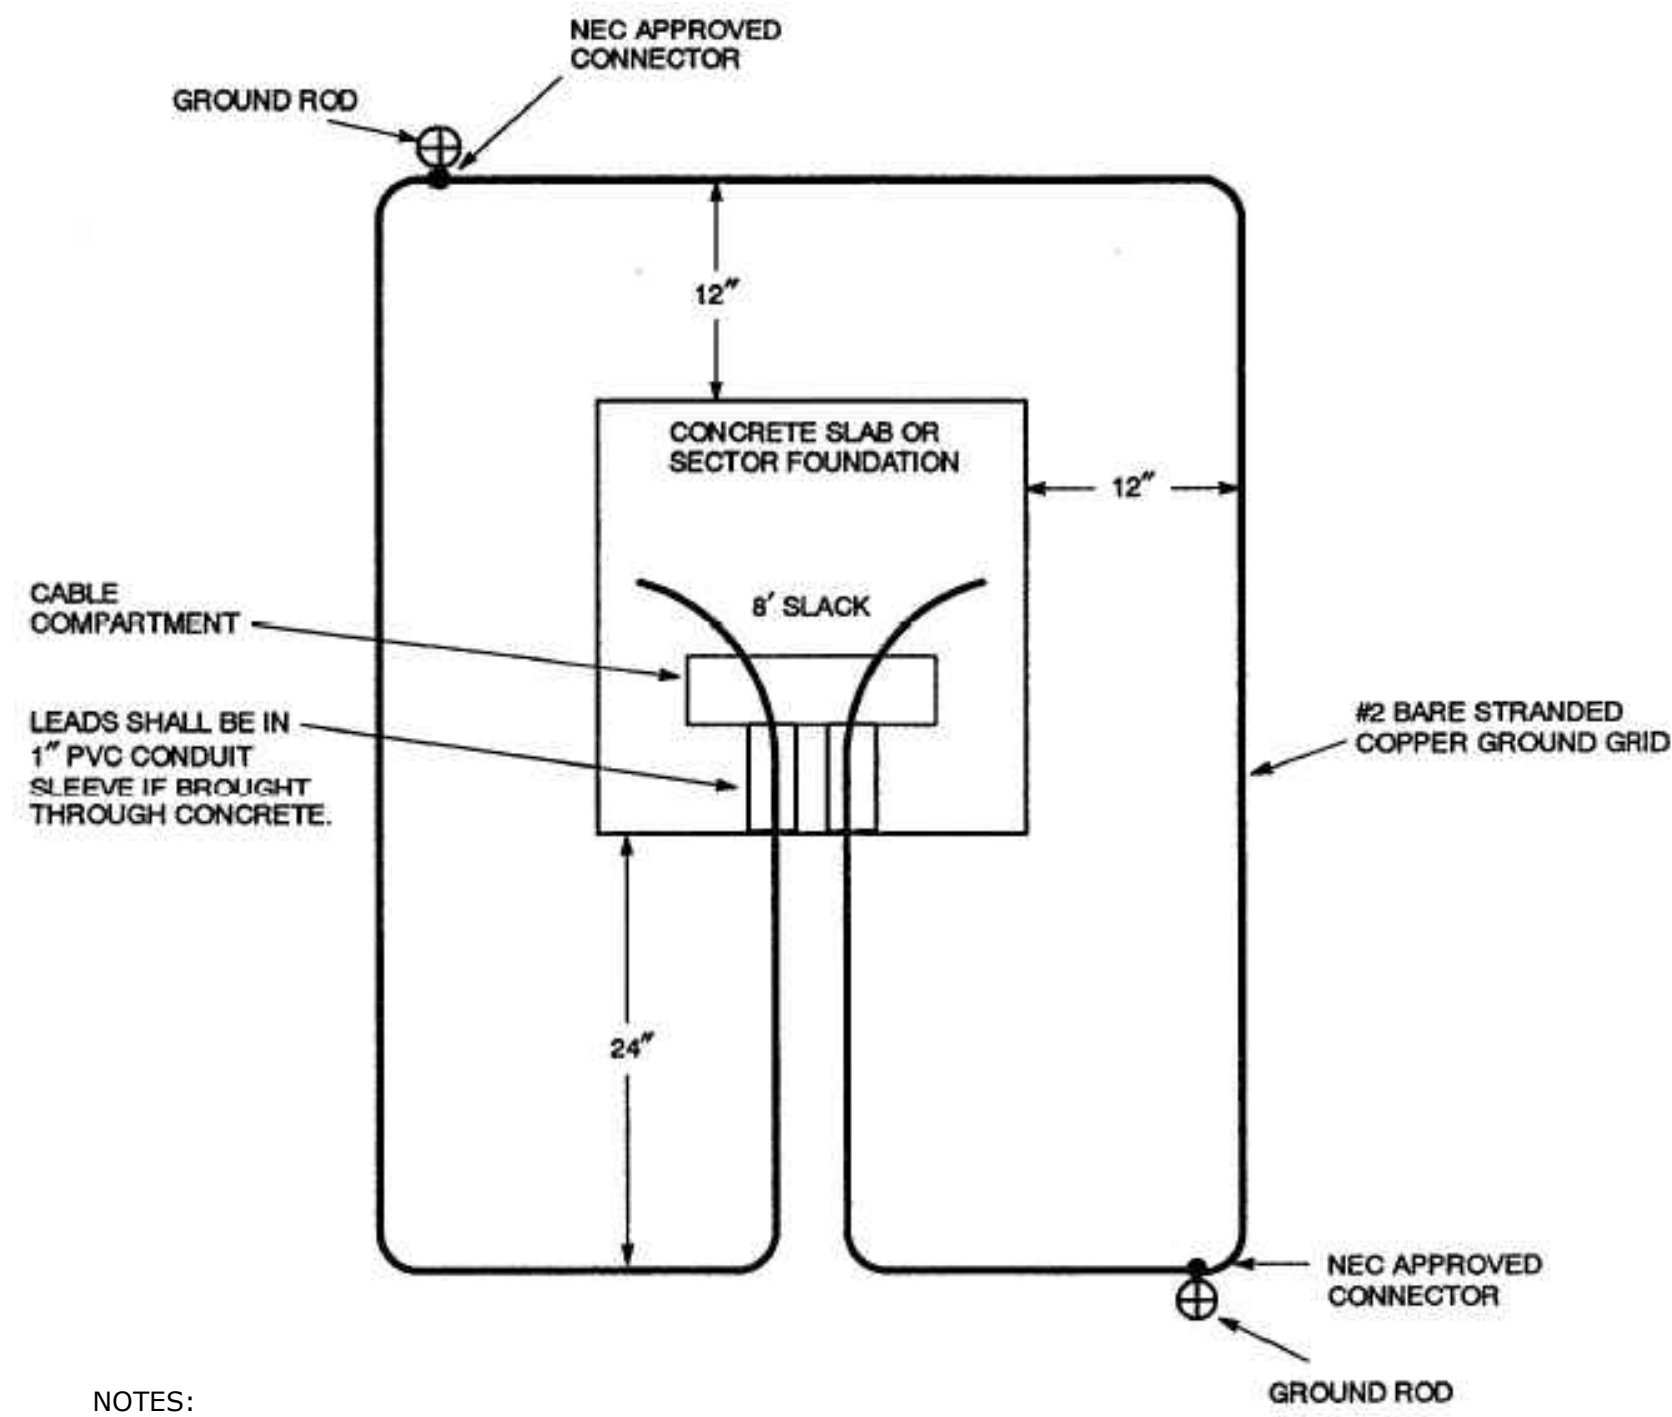 NEC APPROVED
CONNECTOR
GROUND ROD
12"
CONCRETE SLAB OR
SECTOR FOUNDATION
12"
CABLE
COMPARTMENT
8' SLACK
LEADS SHALL BE IN
1" PVC CONDUIT
SLEEVE IF BROUGHT
THROUGH CONCRETE.
#2 BARE STRANDED
COPPER GROUND GRID
24"
NEC APPROVED
CONNECTOR
GROUND ROD
NOTES: